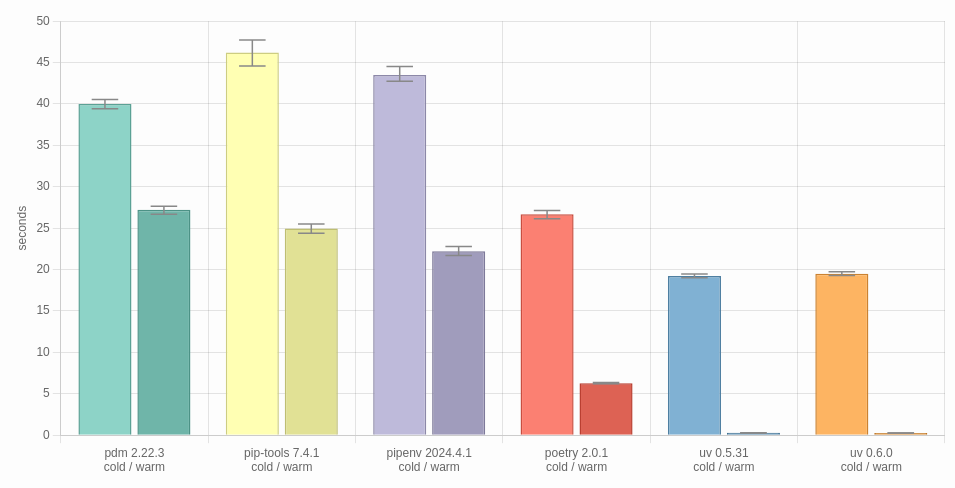 50
45
40
35
30
25
20
15
10
5
0
seconds
pdm 2.22.3
cold / warm
pip-tools 7.4.1
cold / warm
pipenv 2024.4.1
cold / warm
poetry 2.0.1
cold / warm
uv 0.5.31
cold / warm
uv 0.6.0
cold / warm